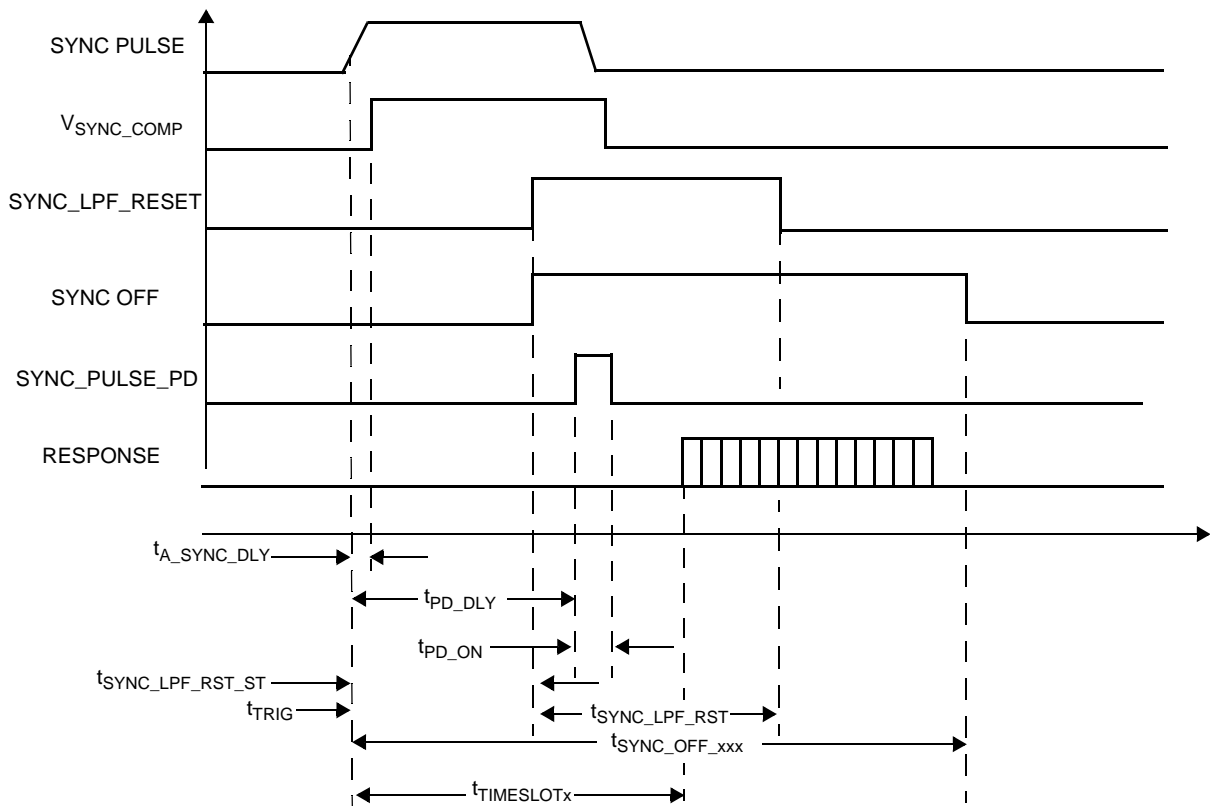 SYNC PULSE
VSYNC_COMP
SYNC_LPF_RESET
SYNC OFF
SYNC_PULSE_PD
RESPONSE
tA_SYNC_DLY
tPD_DLY
tPD_ON
tSYNC_LPF_RST_ST
tTRIG
tSYNC_LPF_RST
tSYNC_OFF_xxx
tTIMESLOTx